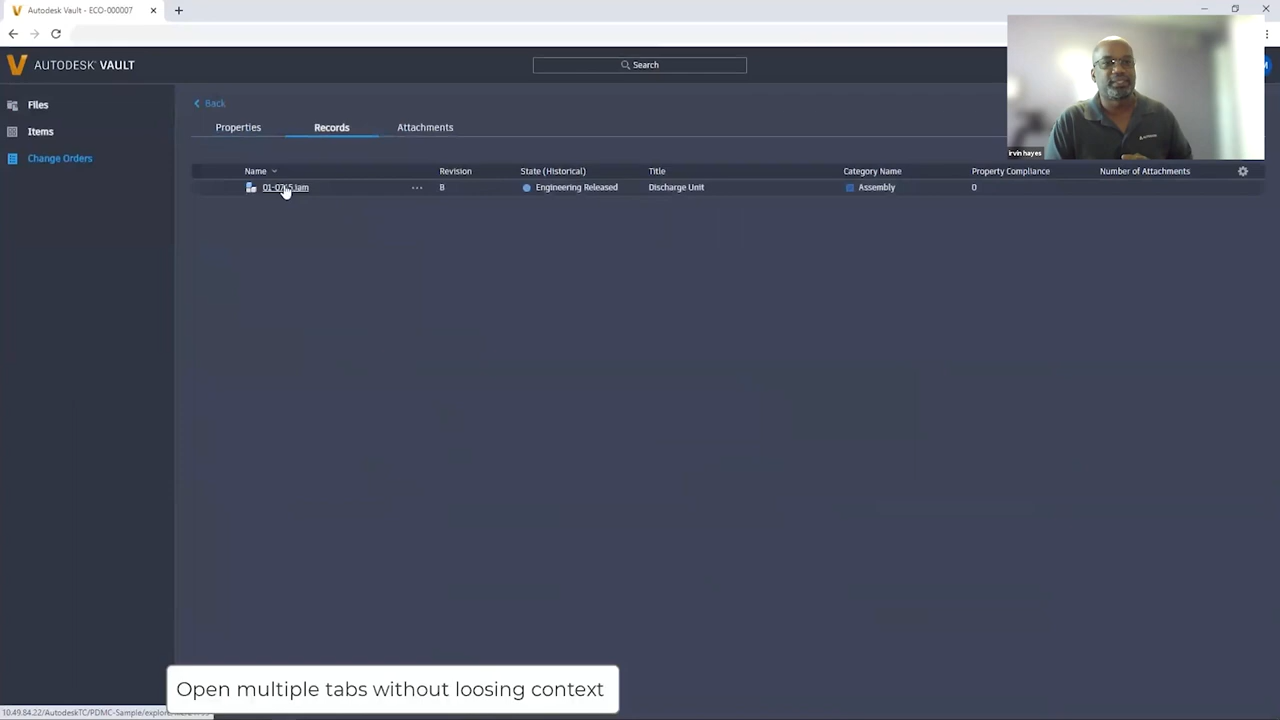 Autodesk Vault - ECO-000007
AUTODESK® VAULT
Search
Files
Items
Change Orders
Back
Properties
Records
Attachments
Name
Revision
State (Historical)
Title
Category Name
Property Compliance
Number of Attachments
B
Engineering Released
Discharge Unit
Assembly
0
irvin hayes
Open multiple tabs without loosing context